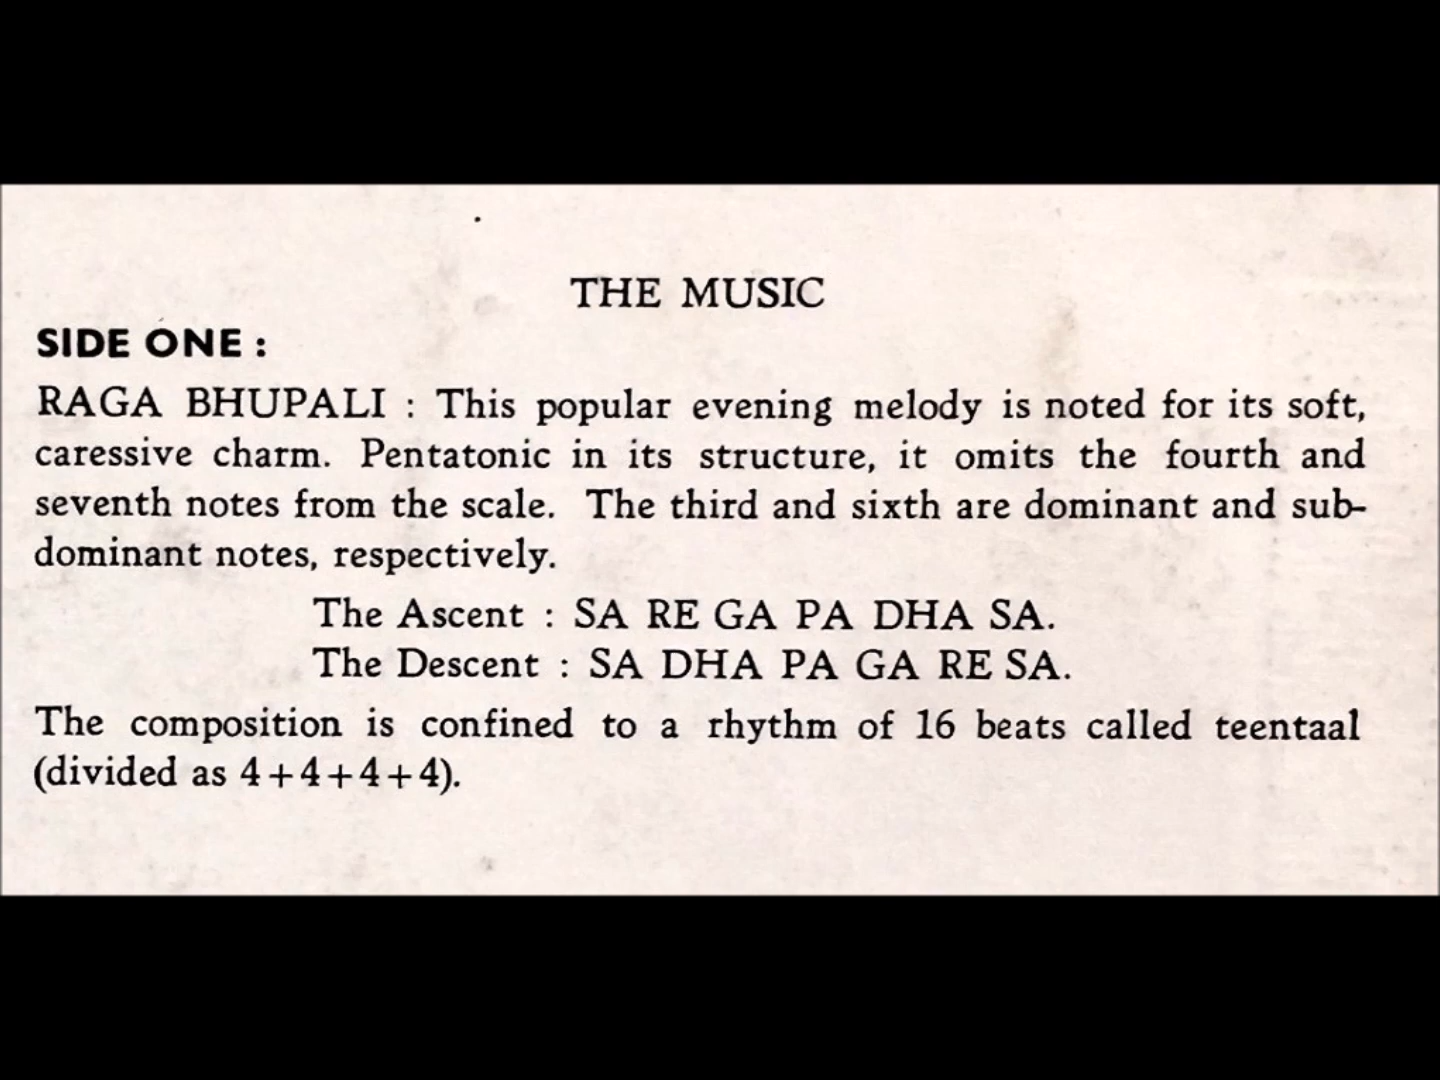 THE MUSIC
SIDE ONE :
RAGA BHUPALI : This popular evening melody is noted for its soft,
caressive charm. Pentatonic in its structure, it omits the fourth and
seventh notes from the scale. The third and sixth are dominant and sub-
dominant notes, respectively.
The Ascent : SA RE GA PA DHA SA.
The Descent : SA DHA PA GA RE SA.
The composition is confined to a rhythm of 16 beats called teentaal
(divided as 4+4+4+4).